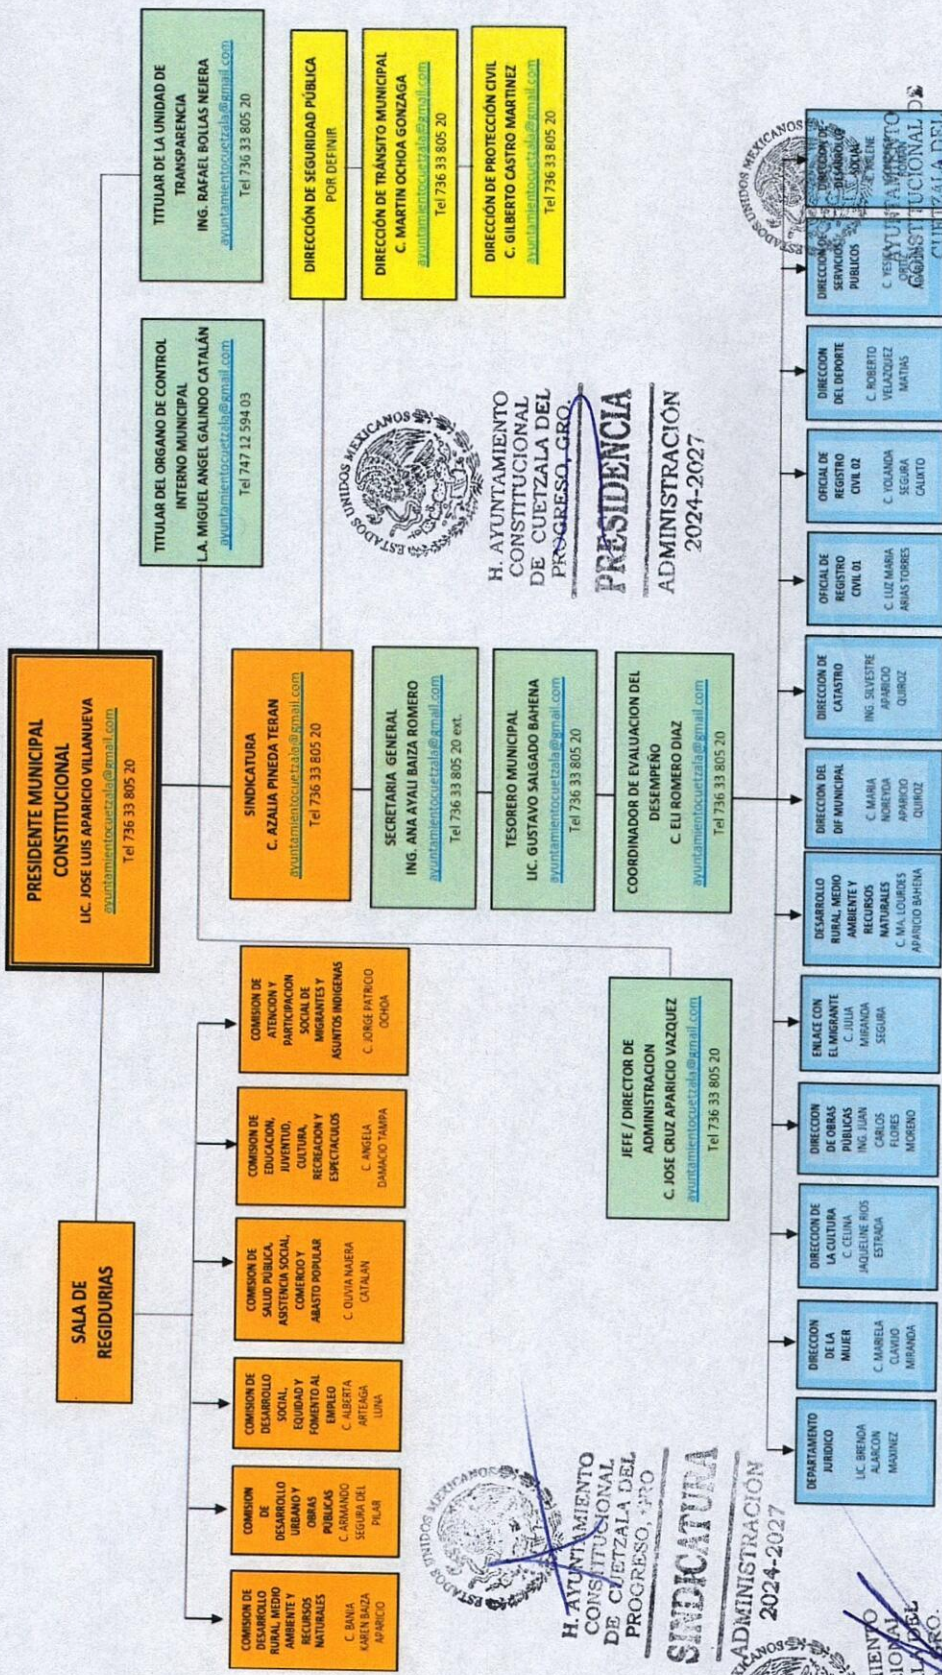 PRESIDENTE MUNICIPAL
CONSTITUCIONAL
LIC. JOSE LUIS APARICIO VILLANUEVA
ayuntamientocuetzala@gmail.com
Tel 736 33 805 20
TITULAR DEL ORGANO DE CONTROL
INTERNO MUNICIPAL
L.A. MIGUEL ANGEL GALINDO CATALÁN
ayuntamientocuetzala@gmail.com
Tel 747 12 594 03
TITULAR DE LA UNIDAD DE
TRANSPARENCIA
ING. RAFAEL BOLLAS NEJERA
ayuntamientocuetzala@gmail.com
Tel 736 33 805 20
SALA DE
REGIDURIAS
COMISION DE
DESARROLLO
RURAL, MEDIO
AMBIENTE Y
RECURSOS
NATURALES
C. BANIA
KAREN BAIZA
APARICIO
COMISION
DE
DESARROLLO
URBANO Y
OBRAS
PÚBLICAS
C. ARMANDO
SEGURA DEL
PILAR
COMISION DE
DESARROLLO
SOCIAL,
EQUIDAD Y
FOMENTO AL
EMPLEO
C. ALBERTA
ARTEAGA
LUNA
COMISION DE
SALUD PÚBLICA,
ASISTENCIA SOCIAL,
COMERCIO Y
ABASTO POPULAR
C. OLIVIA NAJERA
CATALAN
COMISION DE
EDUCACION,
JUVENTUD,
CULTURA,
RECREACION Y
ESPECTACULOS
C. ANGELA
DAMACIO TAMPA
COMISION DE
ATENCION Y
PARTICIPACION
SOCIAL DE
MIGRANTES Y
ASUNTOS INDIGENAS
C. JORGE PATRICIO
OCHOA
SINDICATURA
C. AZALIA PINEDA TERAN
ayuntamientocuetzala@gmail.com
Tel 736 33 805 20
SECRETARIA GENERAL
ING. ANA AYALI BAIZA ROMERO
ayuntamientocuetzala@gmail.com
Tel 736 33 805 20 ext.
TESORERO MUNICIPAL
LIC. GUSTAVO SALGADO BAHENA
ayuntamientocuetzala@gmail.com
Tel 736 33 805 20
COORDINADOR DE EVALUACION DEL
DESEMPEÑO
C. ELI ROMERO DIAZ
ayuntamientocuetzala@gmail.com
Tel 736 33 805 20
DIRECCIÓN DE SEGURIDAD PÚBLICA
POR DEFINIR
DIRECCIÓN DE TRÁNSITO MUNICIPAL
C. MARTIN OCHOA GONZAGA
ayuntamientocuetzala@gmail.com
Tel 736 33 805 20
DIRECCIÓN DE PROTECCIÓN CIVIL
C. GILBERTO CASTRO MARTINEZ
ayuntamientocuetzala@gmail.com
Tel 736 33 805 20
ESTADOS UNIDOS MEXICANOS
H. AYUNTAMIENTO
CONSTITUCIONAL
DE CUETZALA DEL
PROGRESO, GRO.
PRESIDENCIA
ADMINISTRACIÓN
2024-2027
JEFE / DIRECTOR DE
ADMINISTRACION
C. JOSE CRUZ APARICIO VAZQUEZ
ayuntamientocuetzala@gmail.com
Tel 736 33 805 20
ESTADOS UNIDOS MEXICANOS
H. AYUNTAMIENTO
CONSTITUCIONAL
DE CUETZALA DEL
PROGRESO,
SINDICATURA
ADMINISTRACIÓN
2024-2027
DEPARTAMENTO
JURIDICO
LIC. BRENDA
ALARCON
MAXINEZ
DIRECCION
DE LA
MUJER
C. MARIELA
CLAVIJO
MIRANDA
DIRECCION DE
LA CULTURA
C. CELINA
JAQUELINE RIOS
ESTRADA
DIRECCION
DE OBRAS
PÚBLICAS
ING. JUAN
CARLOS
FLORES
MORENO
ENLACE CON
EL MIGRANTE
C. JULIA
MIRANDA
SEGURA
DESARROLLO
RURAL, MEDIO
AMBIENTE Y
RECURSOS
NATURALES
C. MA. LOURDES
APARICIO BAHENA
DIRECCION DEL
DIF MUNICIPAL
C. MARIA
NOREYDA
APARICIO
QUIROZ
DIRECCION DE
CATASTRO
ING. SILVESTRE
APARICIO
QUIROZ
OFICIAL DE
REGISTRO
CIVIL 01
C. LUZ MARIA
ARIAS TORRES
OFICIAL DE
REGISTRO
CIVIL 02
C. YOLANDA
SEGURA
CALIXTO
DIRECCION
DEL DEPORTE
C. ROBERTO
VELAZQUEZ
MATIAS
DIRECCION DE
SERVICIOS
PUBLICOS
DIRECCION DE
DESARROLLO
SOCIAL
ESTADOS UNIDOS MEXICANOS
AYUNTAMIENTO
CONSTITUCIONAL
CUETZALA DEL